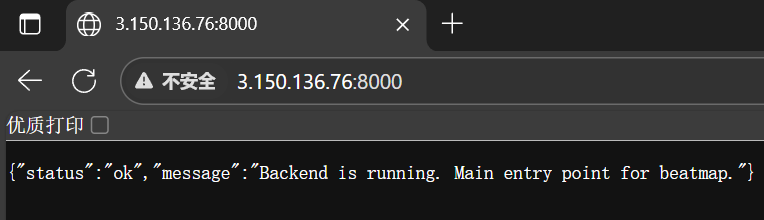 3.150.136.76:8000
不安全 3.150.136.76:8000
优质打印
{"status":"ok","message":"Backend is running. Main entry point for beatmap."}